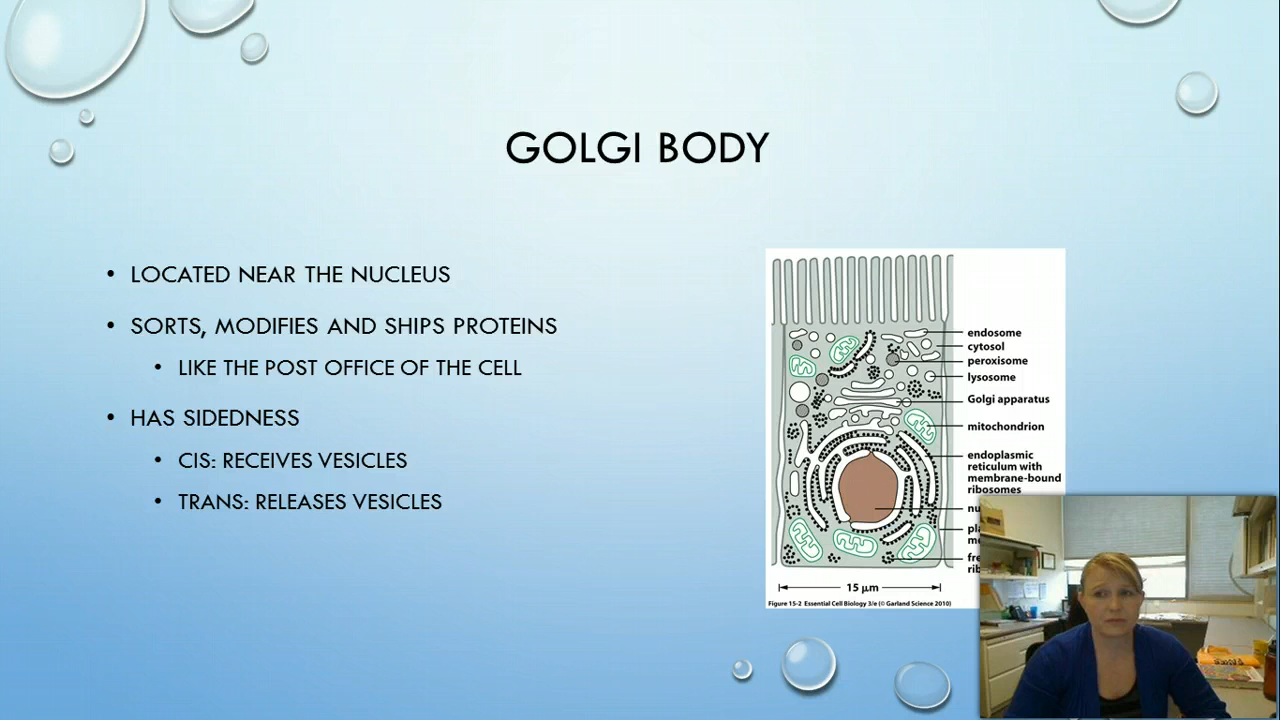 GOLGI BODY
• LOCATED NEAR THE NUCLEUS
• SORTS, MODIFIES AND SHIPS PROTEINS
• LIKE THE POST OFFICE OF THE CELL
• HAS SIDEDNESS
• CIS: RECEIVES VESICLES
• TRANS: RELEASES VESICLES
endosome
cytosol
peroxisome
lysosome
Golgi apparatus
mitochondrion
endoplasmic
reticulum with
membrane-bound
ribosomes
15 μm
Figure 15-2 Essential Cell Biology 3/e (© Garland Science 2010)